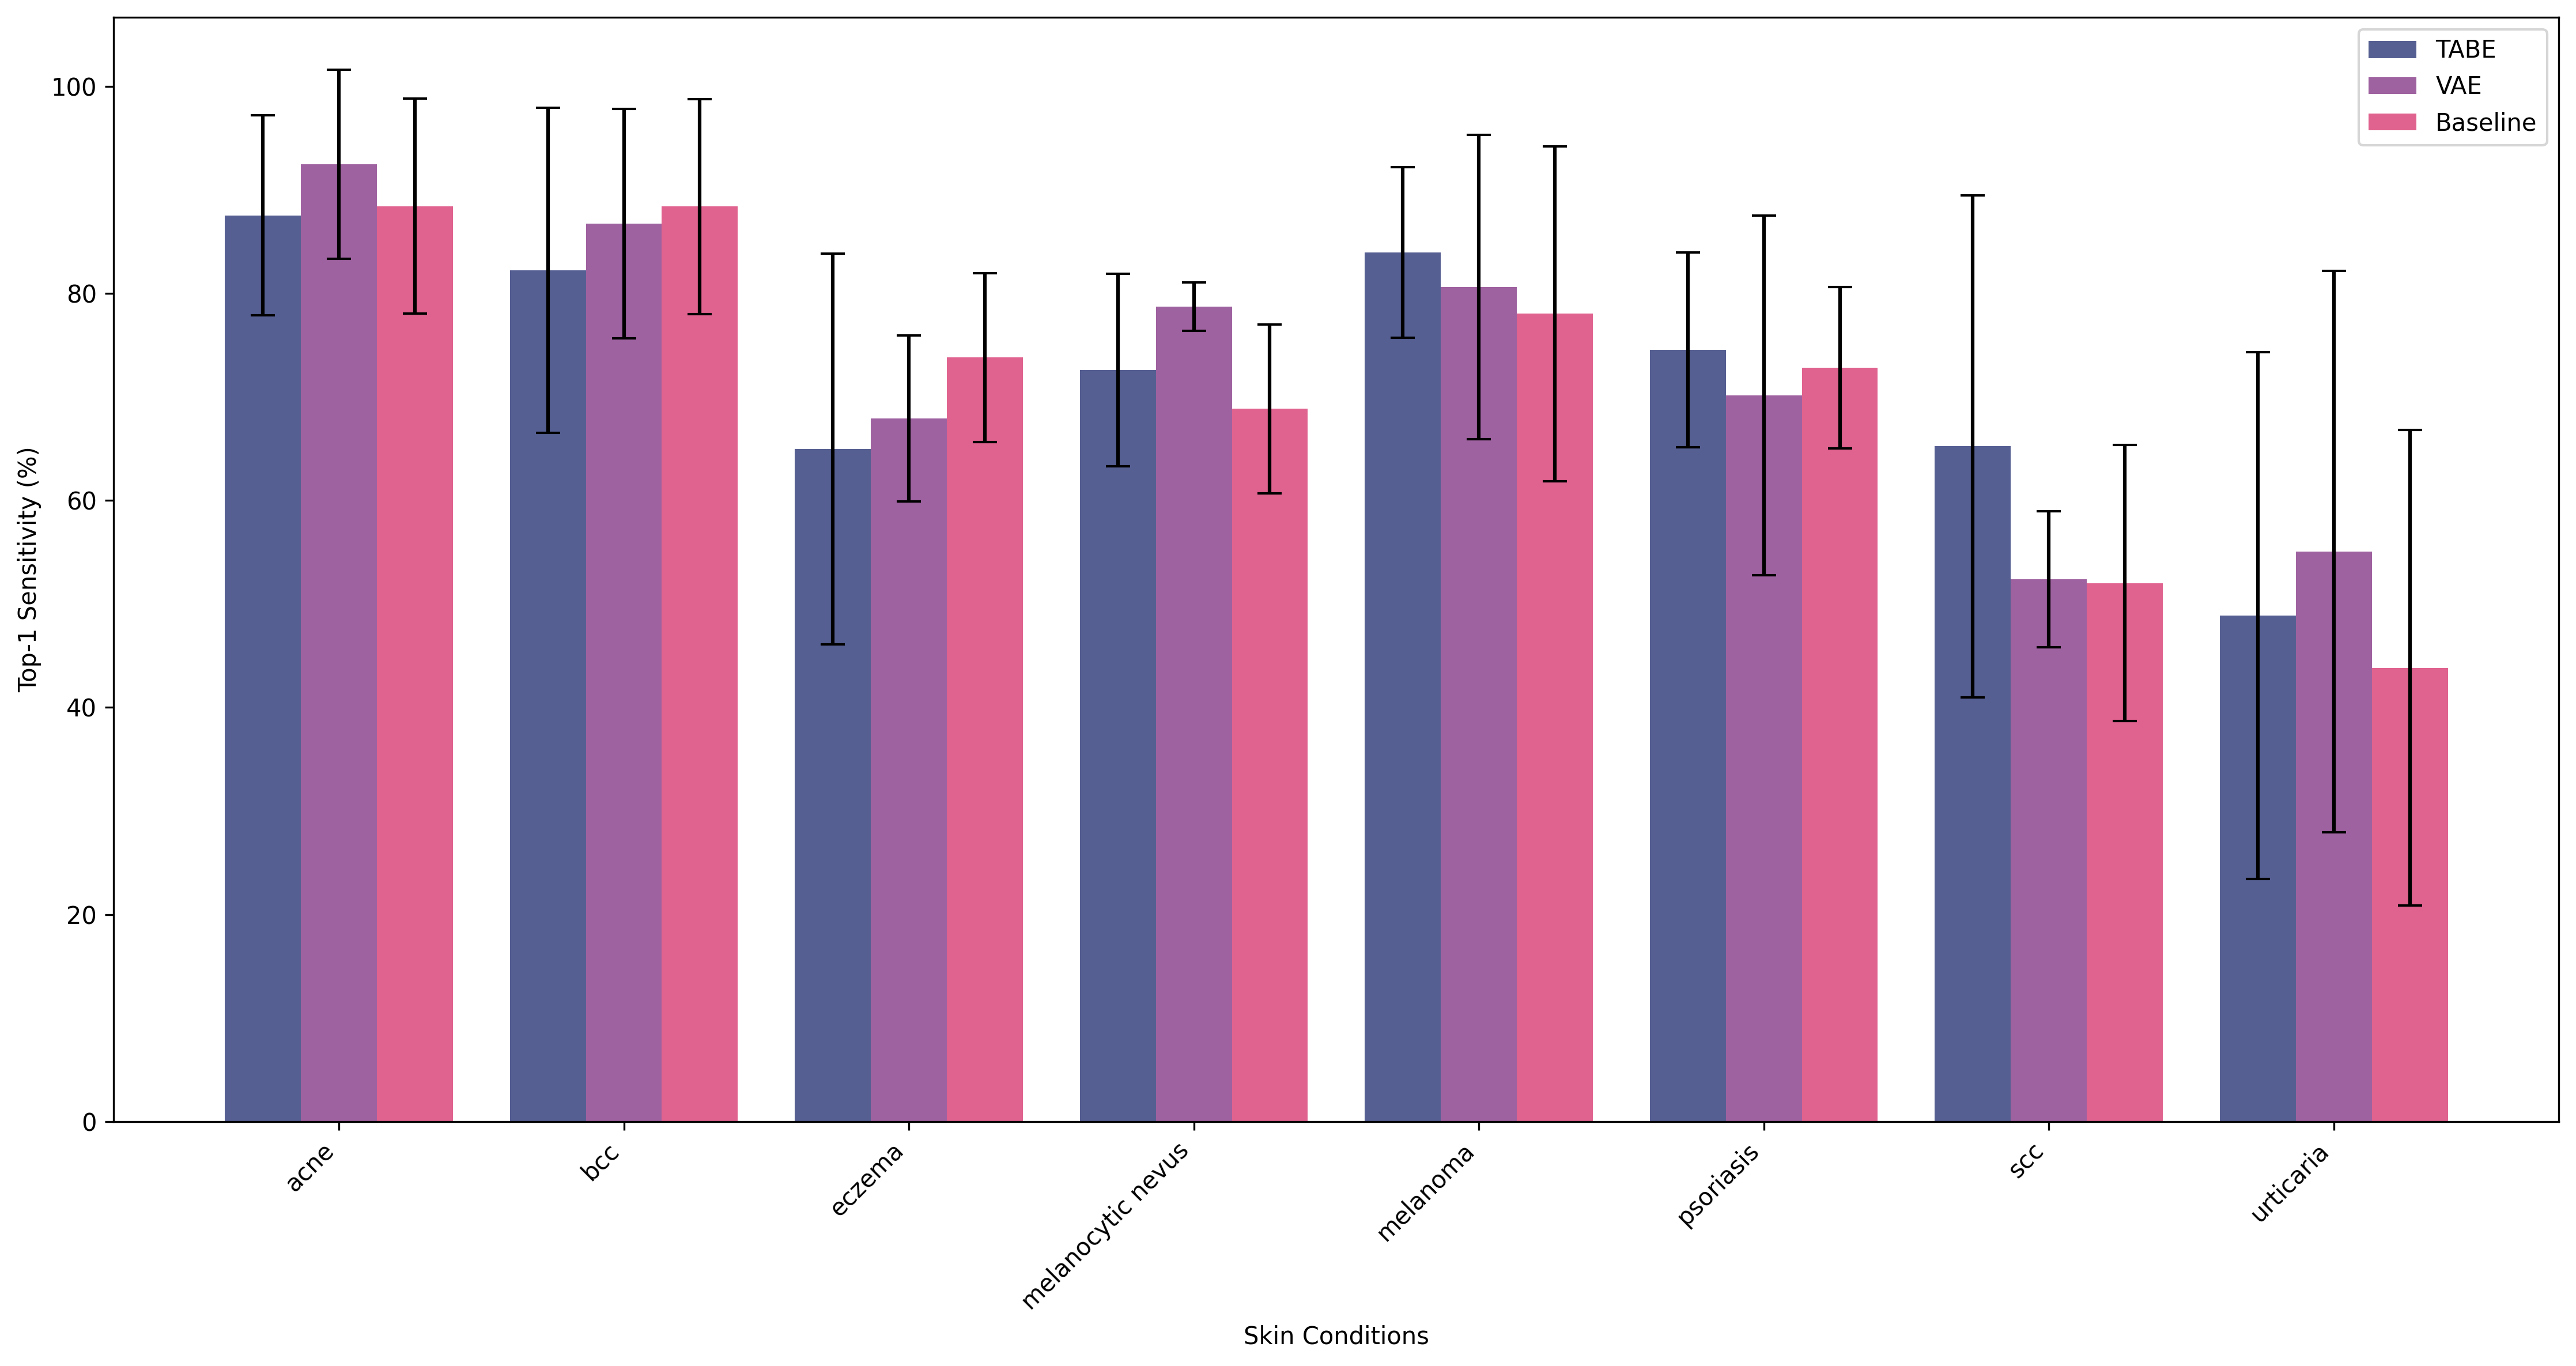 TABE
VAE
Baseline
Top-1 Sensitivity (%)
100
80
60
40
20
0
acne
bcc
eczema
melanocytic nevus
melanoma
psoriasis
scc
urticaria
Skin Conditions